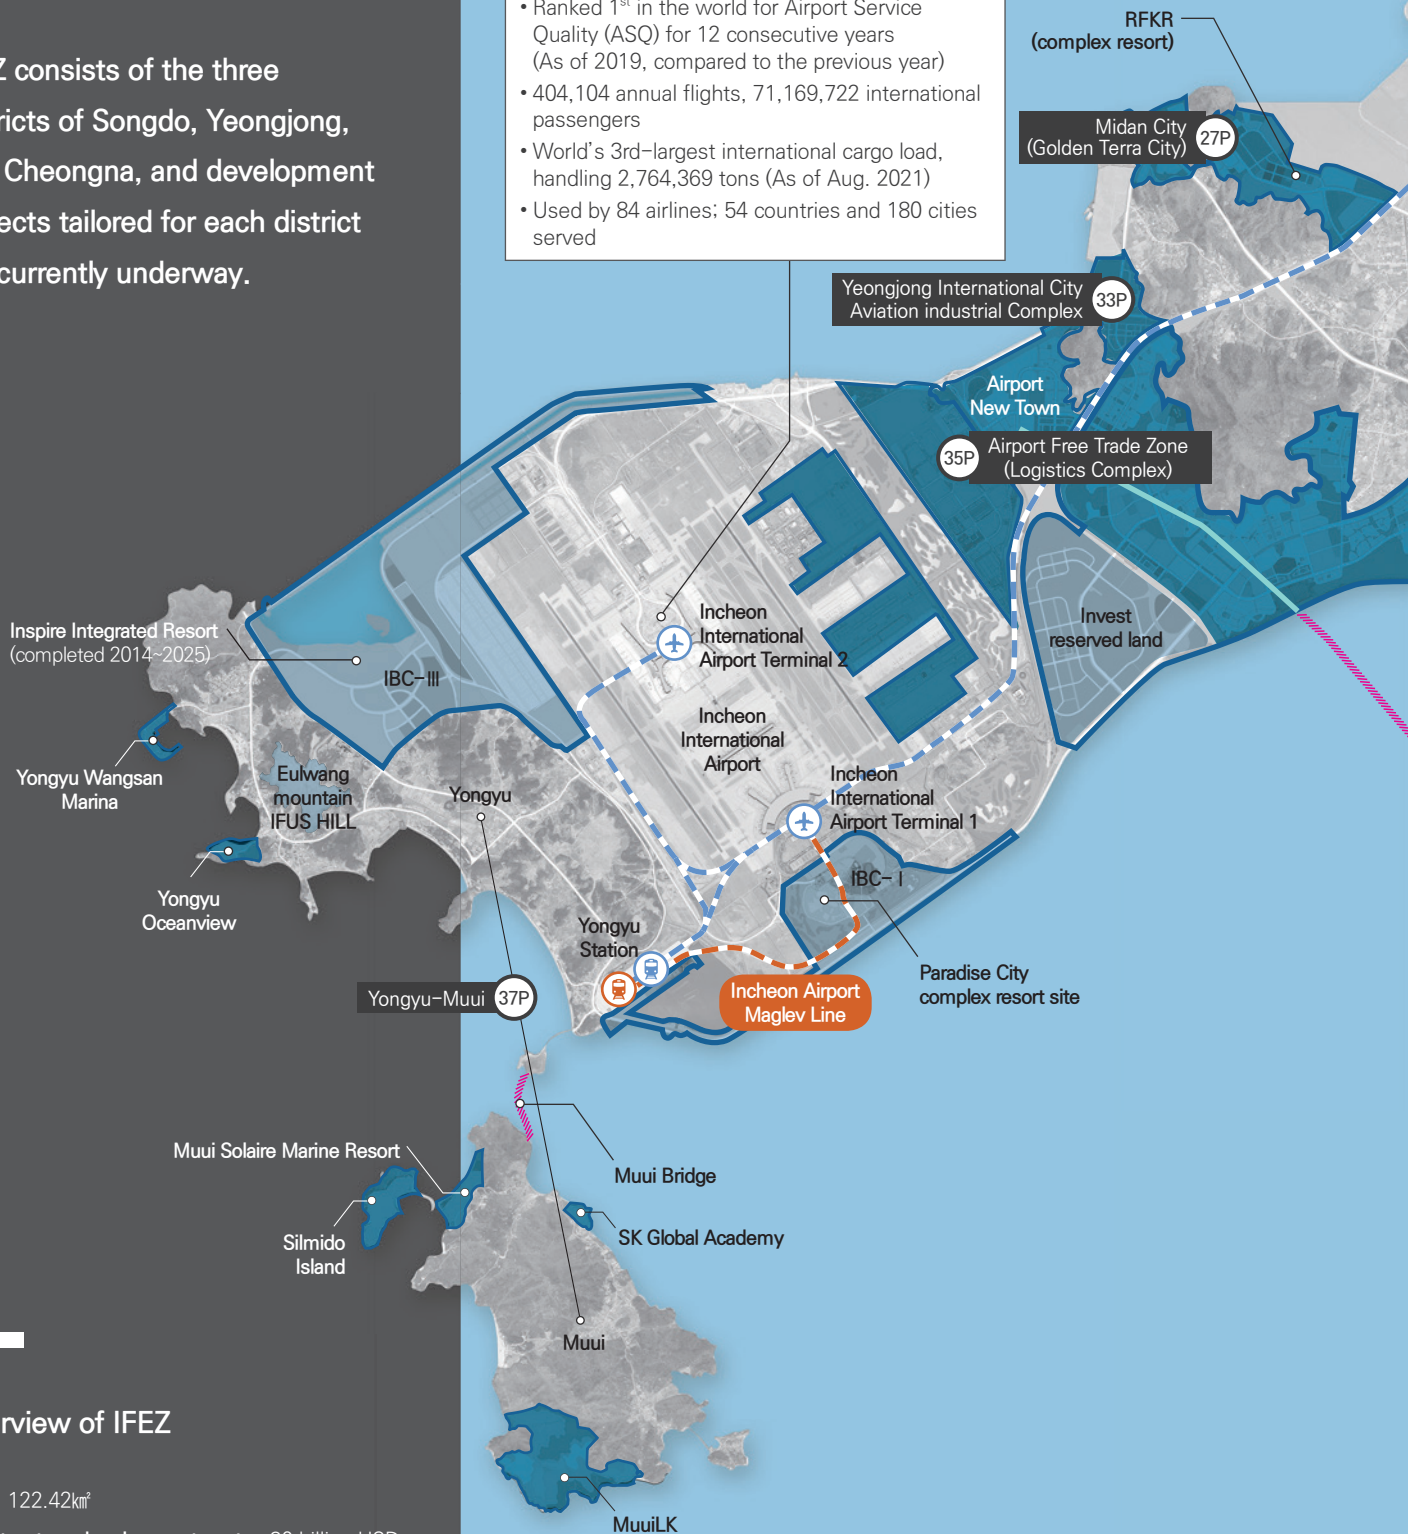 Z consists of the three
ricts of Songdo, Yeongjong,
Cheongna, and development
ects tailored for each district
currently underway.
• Ranked 1st in the world for Airport Service
Quality (ASQ) for 12 consecutive years
(As of 2019, compared to the previous year)
• 404,104 annual flights, 71,169,722 international
passengers
• World's 3rd-largest international cargo load,
handling 2,764,369 tons (As of Aug. 2021)
• Used by 84 airlines; 54 countries and 180 cities
served
RFKR
(complex resort)
Midan City
(Golden Terra City)
27P
Yeongjong International City
Aviation industrial Complex
33P
Airport
New Town
35P
Airport Free Trade Zone
(Logistics Complex)
Invest
reserved land
Incheon
International
Airport Terminal 2
Inspire Integrated Resort
(completed 2014~2025)
IBC-III
Incheon
International
Airport
Yongyu Wangsan
Marina
Eulwang
mountain
IFUS HILL
Yongyu
Incheon
International
Airport Terminal 1
IBC-I
Yongyu
Oceanview
Yongyu
Station
Paradise City
complex resort site
Yongyu-Muui
37P
Incheon Airport
Maglev Line
Muui Solaire Marine Resort
Muui Bridge
Silmido
Island
SK Global Academy
Muui
rview of IFEZ
122.42㎢
MuuiLK